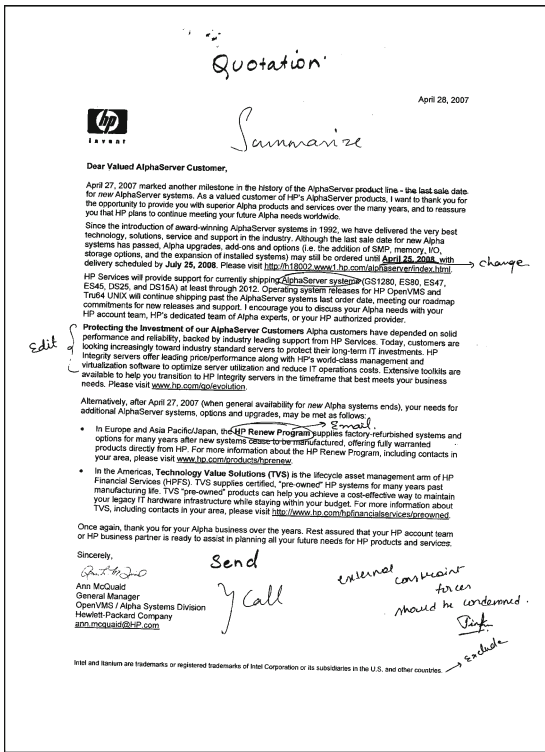 Quotation
April 28, 2007
hp
invent
Summarize
Dear Valued AlphaServer Customer,
April 27, 2007 marked another milestone in the history of the AlphaServer product line - the last sale date
for new AlphaServer systems. As a valued customer of HP's AlphaServer products, I want to thank you for
the opportunity to provide you with superior Alpha products and services over the many years, and to reassure
you that HP plans to continue meeting your future Alpha needs worldwide.
Since the introduction of award-winning AlphaServer systems in 1992, we have delivered the very best
technology, solutions, service and support in the industry. Although the last sale date for new Alpha
systems has passed, Alpha upgrades, add-ons and options (i.e. the addition of SMP, memory, I/O,
storage options, and the expansion of installed systems) may still be ordered until April 25, 2008, with
delivery scheduled by July 25, 2008. Please visit http://h18002.www1.hp.com/alphaserver/index.html.
change
HP Services will provide support for currently shipping AlphaServer systems (GS1280, ES80, ES47,
ES45, DS25, and DS15A) at least through 2012. Operating system releases for HP OpenVMS and
Tru64 UNIX will continue shipping past the AlphaServer systems last order date, meeting our roadmap
commitments for new releases and support. I encourage you to discuss your Alpha needs with your
HP account team, HP's dedicated team of Alpha experts, or your HP authorized provider.
Edit
Protecting the Investment of our AlphaServer Customers Alpha customers have depended on solid
performance and reliability, backed by industry leading support from HP Services. Today, customers are
looking increasingly toward industry standard servers to protect their long-term IT investments. HP
Integrity servers offer leading price/performance along with HP's world-class management and
virtualization software to optimize server utilization and reduce IT operations costs. Extensive toolkits are
available to help you transition to HP Integrity servers in the timeframe that best meets your business
needs. Please visit www.hp.com/go/evolution.
Alternatively, after April 27, 2007 (when general availability for new Alpha systems ends), your needs for
additional AlphaServer systems, options and upgrades, may be met as follows:
Email.
• In Europe and Asia Pacific/Japan, the HP Renew Program supplies factory-refurbished systems and
options for many years after new systems cease to be manufactured, offering fully warranted
products directly from HP. For more information about the HP Renew Program, including contacts in
your area, please visit www.hp.com/products/hprenew.
• In the Americas, Technology Value Solutions (TVS) is the lifecycle asset management arm of HP
Financial Services (HPFS). TVS supplies certified, "pre-owned" HP systems for many years past
manufacturing life. TVS "pre-owned" products can help you achieve a cost-effective way to maintain
your legacy IT hardware infrastructure while staying within your budget. For more information about
TVS, including contacts in your area, please visit http://www.hp.com/hpfinancialservices/preowned.
Once again, thank you for your Alpha business over the years. Rest assured that your HP account team
or HP business partner is ready to assist in planning all your future needs for HP products and services.
Sincerely,
Send
Ann McQuaid
General Manager
OpenVMS / Alpha Systems Division
Hewlett-Packard Company
ann.mcquaid@HP.com
Call
external constraint
forces
should be condemned.
Intel and Itanium are trademarks or registered trademarks of Intel Corporation or its subsidiaries in the U.S. and other countries.
exclude